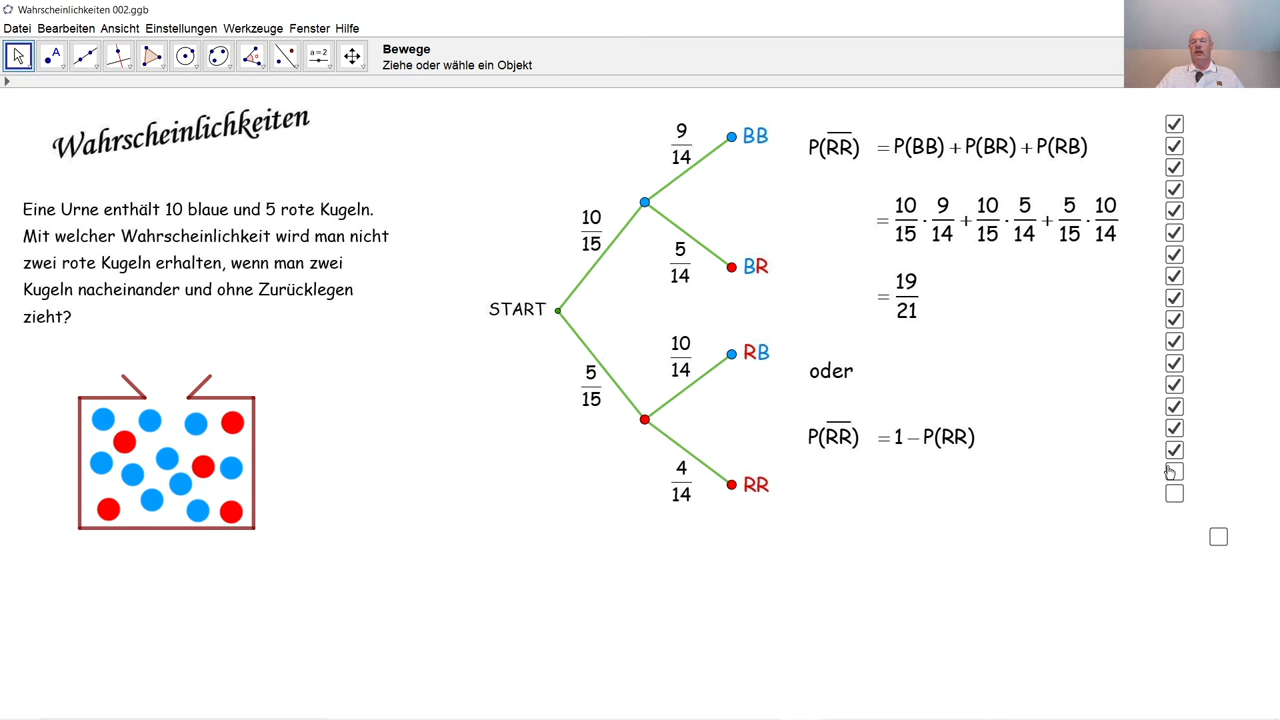 Wahrscheinlichkeiten 002.ggb
Datei Bearbeiten Ansicht Einstellungen Werkzeuge Fenster Hilfe
A
a=2
Bewege
Ziehe oder wähle ein Objekt
Wahrscheinlichkeiten
Eine Urne enthält 10 blaue und 5 rote Kugeln.
Mit welcher Wahrscheinlichkeit wird man nicht
zwei rote Kugeln erhalten, wenn man zwei
Kugeln nacheinander und ohne Zurücklegen
zieht?
START
10/15
5/15
9/14
5/14
10/14
4/14
BB
BR
RB
RR
P(R̅R̅) = P(BB) + P(BR) + P(RB)
= 10/15 · 9/14 + 10/15 · 5/14 + 5/15 · 10/14
= 19/21
oder
P(R̅R̅) = 1 – P(RR)